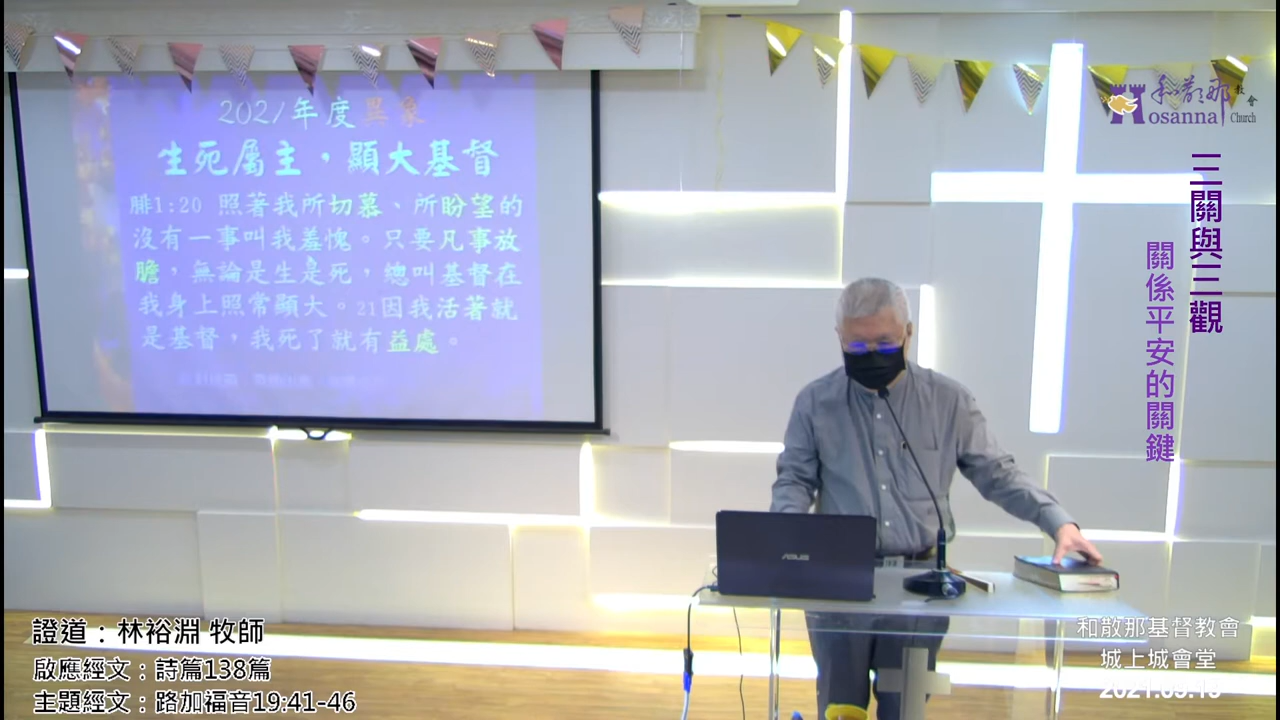 2021年度異象
生死屬主，顯大基督
腓1:20 照著我所切慕、所盼望的
沒有一事叫我羞愧。只要凡事放
膽，無論是生是死，總叫基督在
我身上照常顯大。21因我活著就
是基督，我死了就有益處。
和散那教會
Hosanna Church
三關與三觀
關係平安的關鍵
ASUS
證道：林裕淵 牧師
啟應經文：詩篇138篇
主題經文：路加福音19:41-46
和散那基督教會
城上城會堂